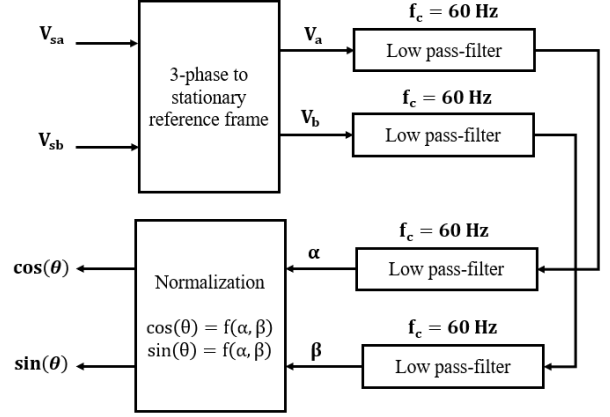 V_sa
V_sb
3-phase to
stationary
reference frame
V_a
f_c = 60 Hz
Low pass-filter
V_b
f_c = 60 Hz
Low pass-filter
f_c = 60 Hz
Low pass-filter
α
f_c = 60 Hz
Low pass-filter
β
Normalization
cos(θ) = f(α, β)
sin(θ) = f(α, β)
cos(θ)
sin(θ)